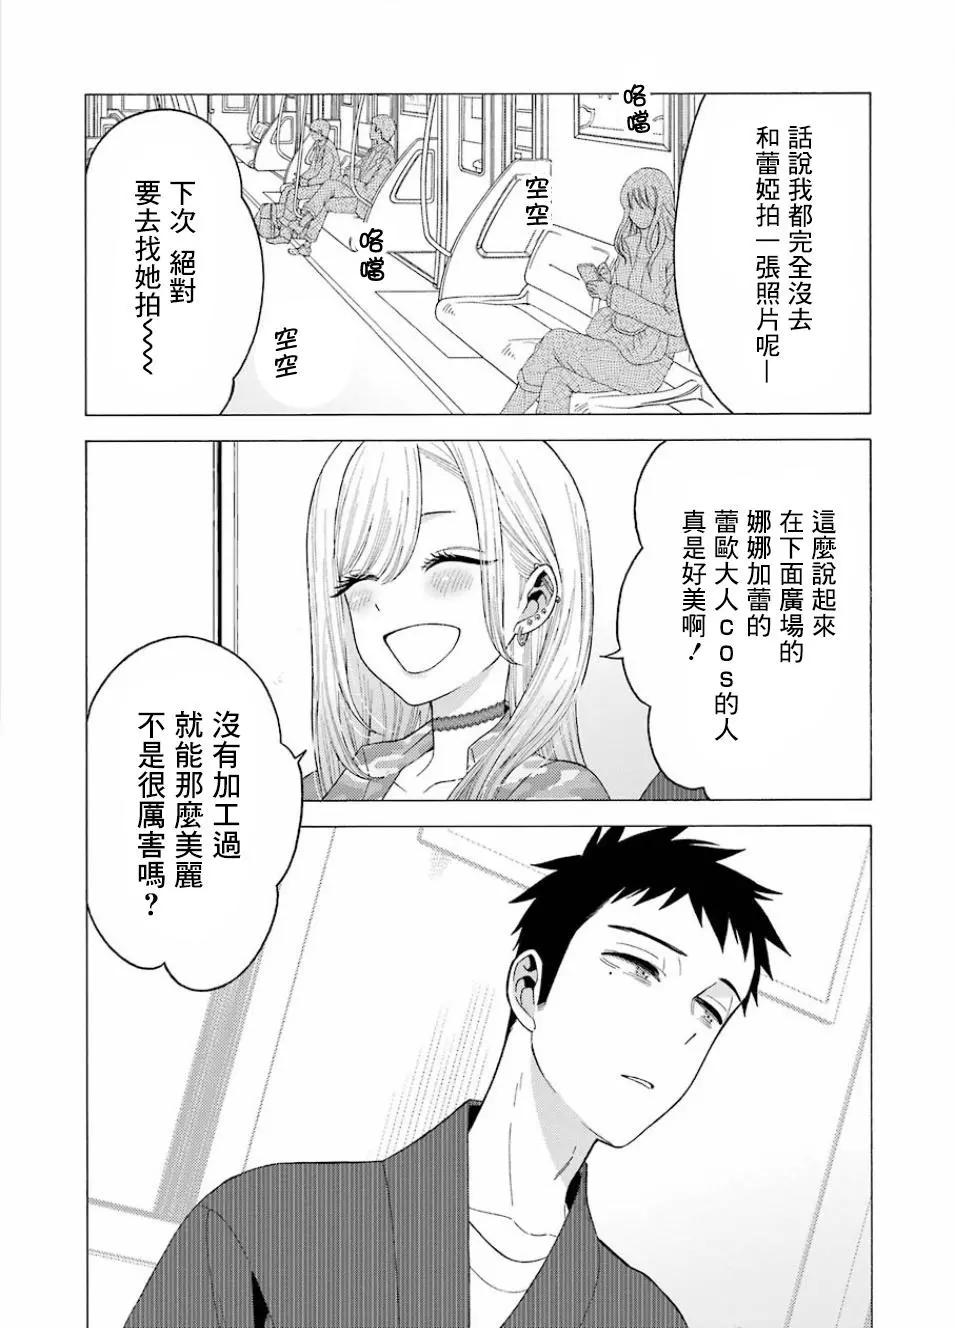 話說我都完全沒去
和蕾婭拍一張照片呢—
咯噹
空空
咯噹
空空
下次 絕對
要去找她拍~~~
這麼說起來
在下面廣場的
娜娜加蕾的
蕾歐大人cos的人
真是好美啊！
沒有加工過
就能那麼美麗
不是很厲害嗎？